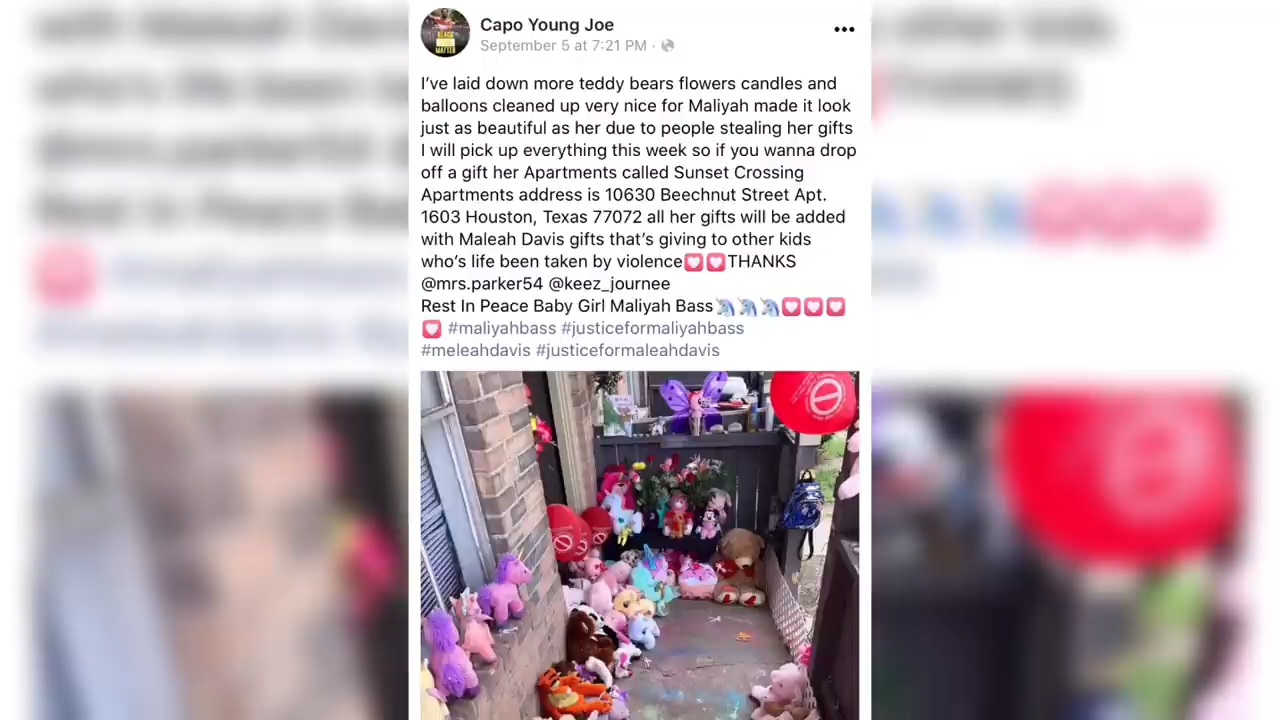 Capo Young Joe
September 5 at 7:21 PM ·
I've laid down more teddy bears flowers candles and
balloons cleaned up very nice for Maliyah made it look
just as beautiful as her due to people stealing her gifts
I will pick up everything this week so if you wanna drop
off a gift her Apartments called Sunset Crossing
Apartments address is 10630 Beechnut Street Apt.
1603 Houston, Texas 77072 all her gifts will be added
with Maleah Davis gifts that's giving to other kids
who's life been taken by violence💟💟THANKS
@mrs.parker54 @keez_journee
Rest In Peace Baby Girl Maliyah Bass🦄🦄🦄💟💟💟
💟 #maliyahbass #justiceformaliyahbass
#meleahdavis #justiceformaleahdavis